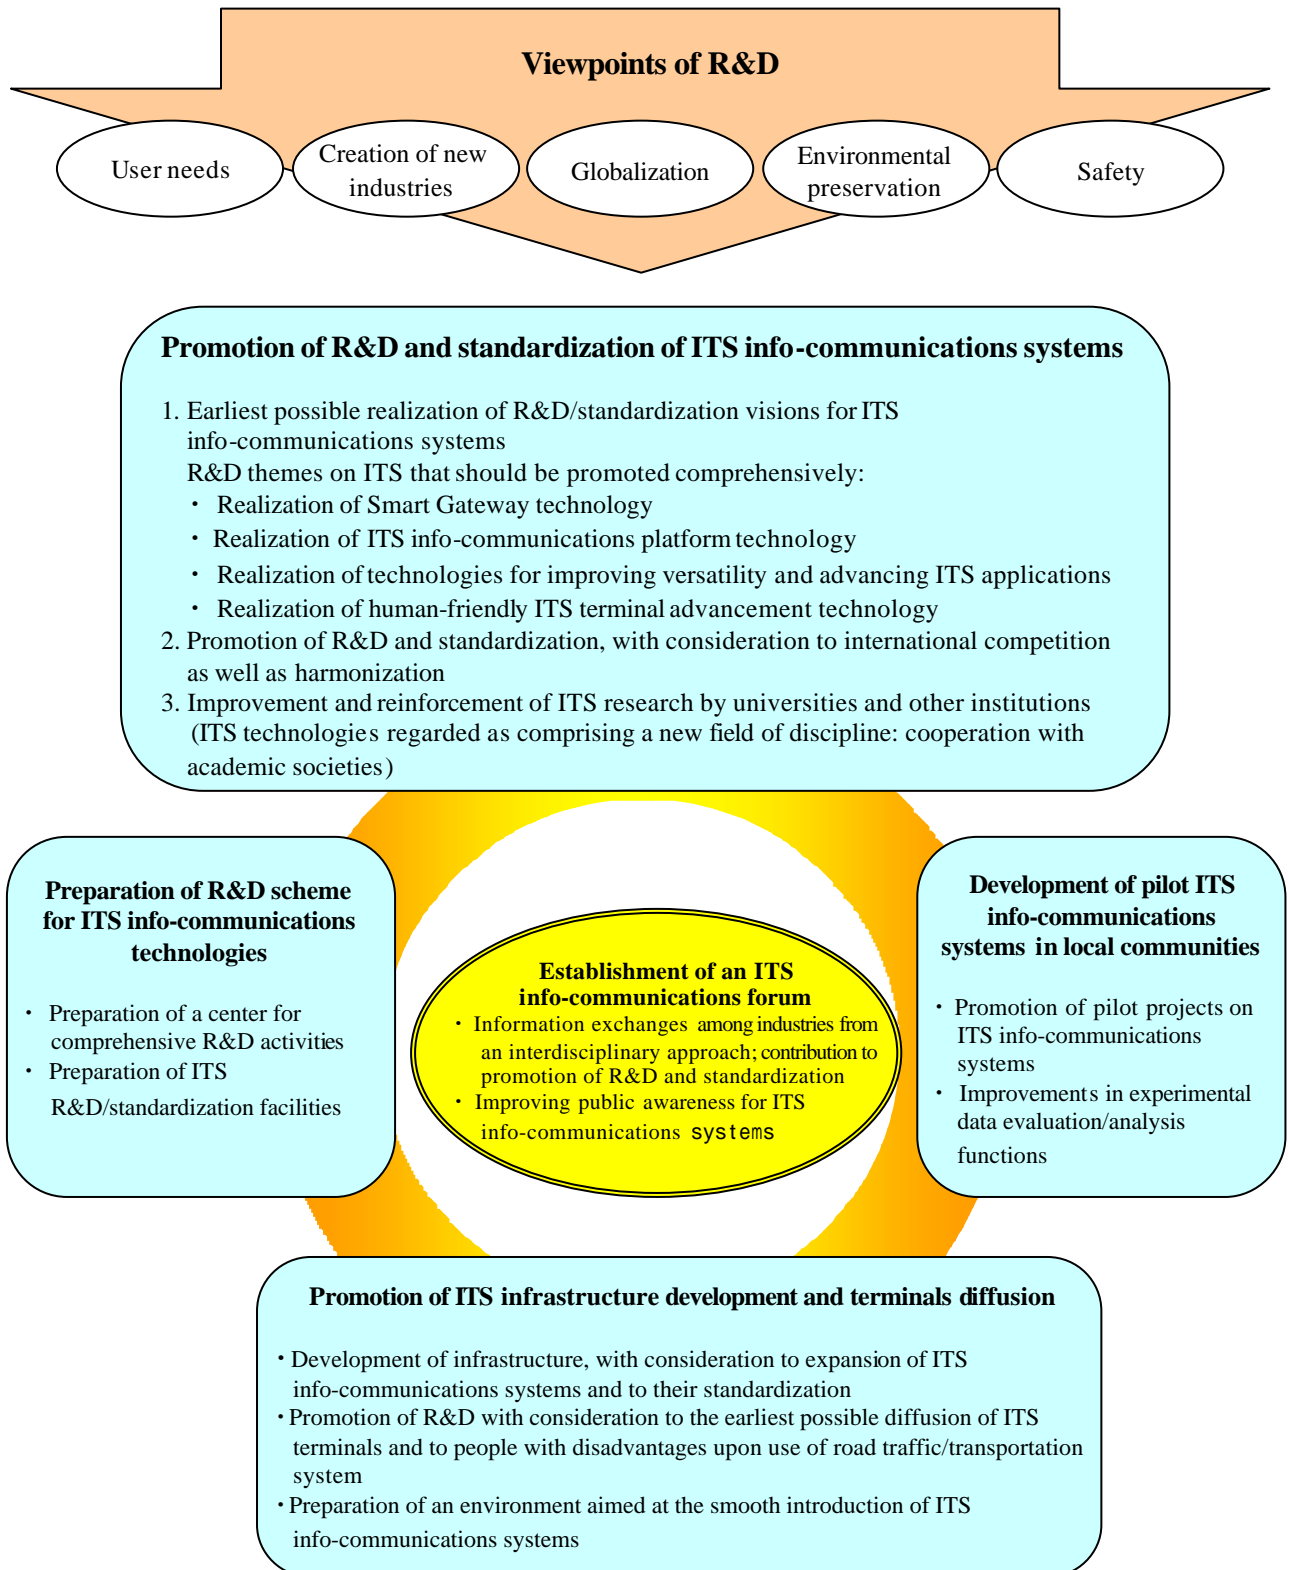 Viewpoints of R&D
User needs
Creation of new
industries
Globalization
Environmental
preservation
Safety
Promotion of R&D and standardization of ITS info-communications systems
1. Earliest possible realization of R&D/standardization visions for ITS
info-communications systems
R&D themes on ITS that should be promoted comprehensively:
・ Realization of Smart Gateway technology
・ Realization of ITS info-communications platform technology
・ Realization of technologies for improving versatility and advancing ITS applications
・ Realization of human-friendly ITS terminal advancement technology
2. Promotion of R&D and standardization, with consideration to international competition
as well as harmonization
3. Improvement and reinforcement of ITS research by universities and other institutions
(ITS technologies regarded as comprising a new field of discipline: cooperation with
academic societies)
Preparation of R&D scheme
for ITS info-communications
technologies
・ Preparation of a center for
comprehensive R&D activities
・ Preparation of ITS
R&D/standardization facilities
Establishment of an ITS
info-communications forum
・ Information exchanges among industries from
an interdisciplinary approach; contribution to
promotion of R&D and standardization
・ Improving public awareness for ITS
info-communications systems
Development of pilot ITS
info-communications
systems in local communities
・ Promotion of pilot projects on
ITS info-communications
systems
・ Improvements in experimental
data evaluation/analysis
functions
Promotion of ITS infrastructure development and terminals diffusion
・Development of infrastructure, with consideration to expansion of ITS
info-communications systems and to their standardization
・Promotion of R&D with consideration to the earliest possible diffusion of ITS
terminals and to people with disadvantages upon use of road traffic/transportation
system
・Preparation of an environment aimed at the smooth introduction of ITS
info-communications systems